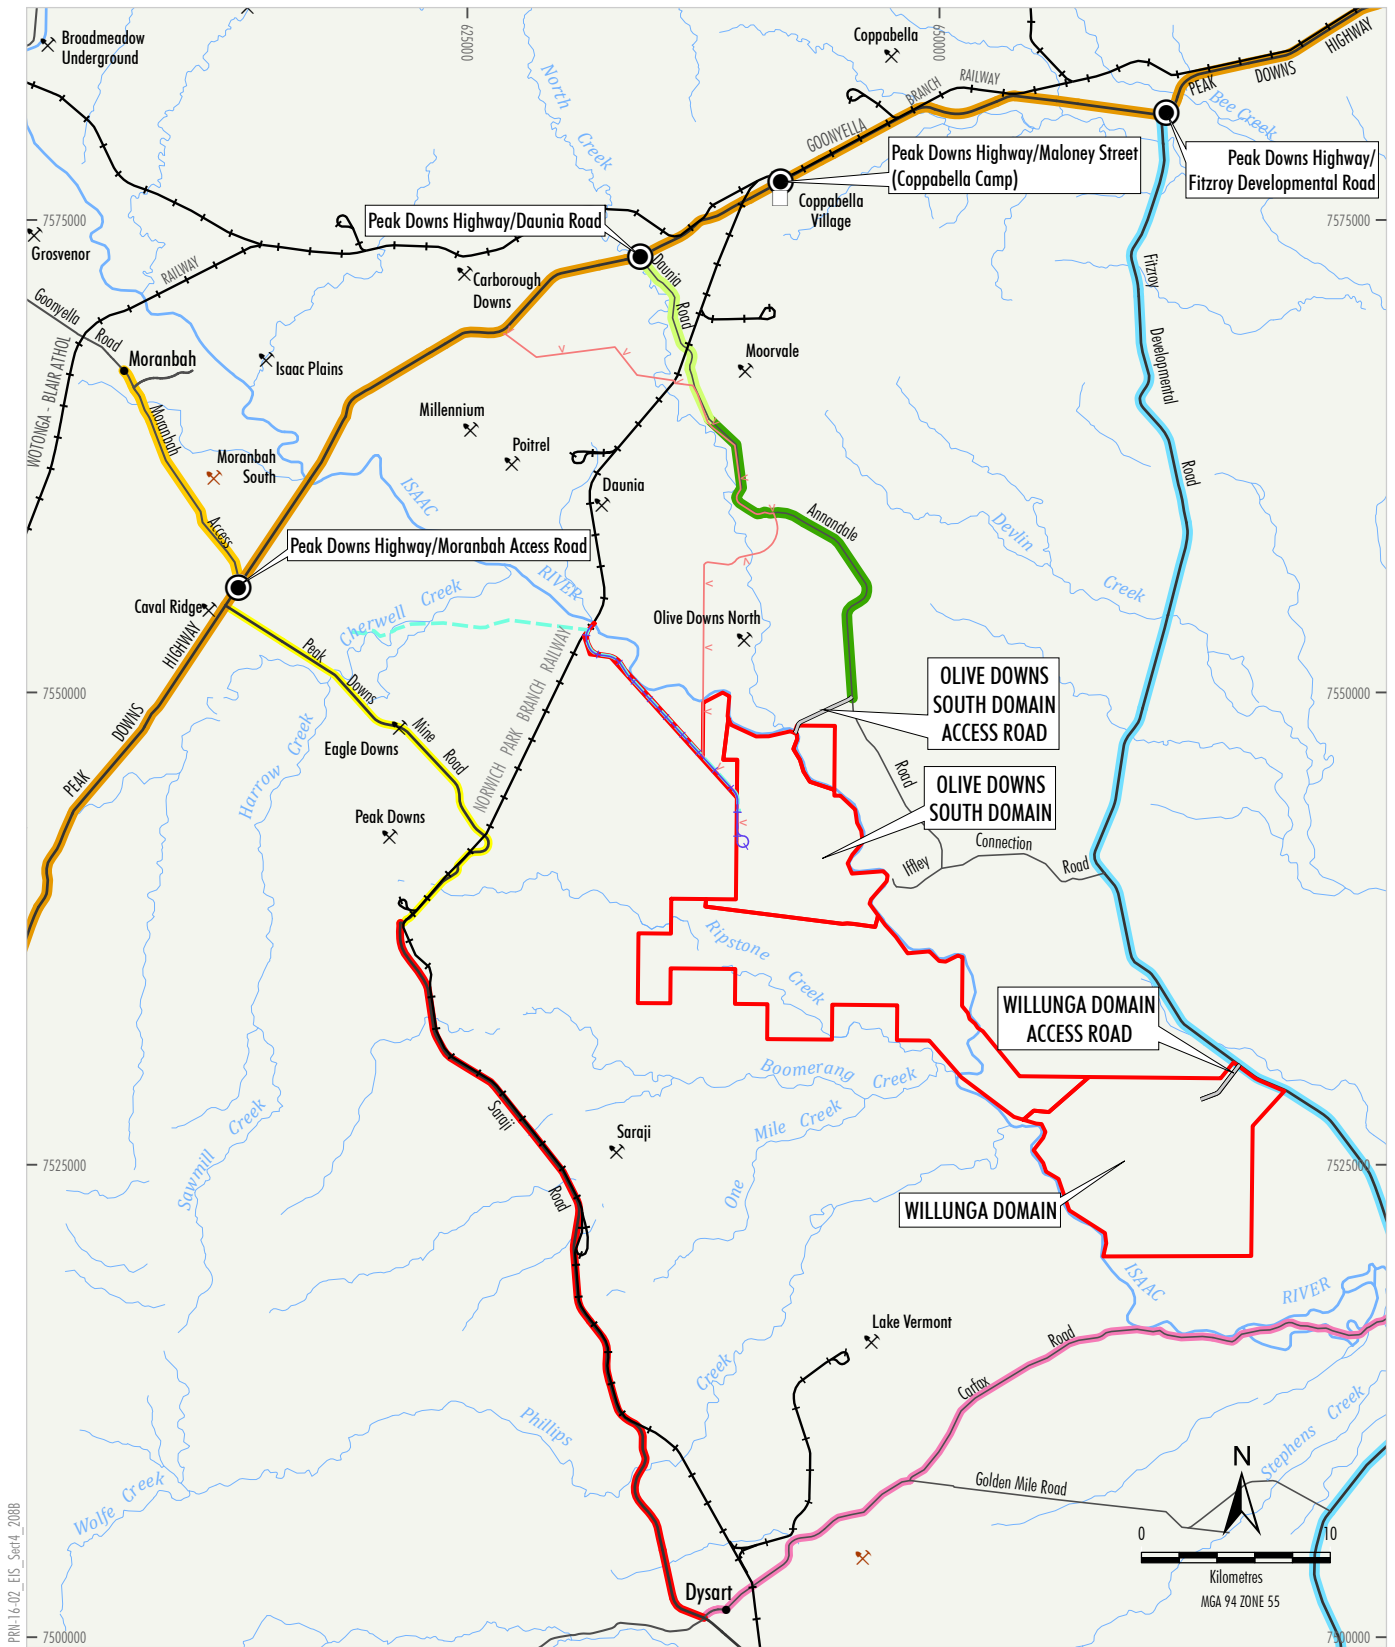 Broadmeadow
Underground
625000
650000
Coppabella
PEAK
DOWNS
HIGHWAY
BRANCH
RAILWAY
GOONYELLA
Bee Creek
North
Creek
Peak Downs Highway/Maloney Street
(Coppabella Camp)
Peak Downs Highway/
Fitzroy Developmental Road
Coppabella
Village
Peak Downs Highway/Daunia Road
7575000
7575000
Grosvenor
RAILWAY
Carborough
Downs
Daunia
Road
Fitzroy
Developmental
Road
Goonyella
Road
Moranbah
Isaac Plains
Moorvale
WOTONGA - BLAIR ATHOL
Moranbah
Access
Moranbah
South
Millennium
Poitrel
Daunia
ISAAC
RIVER
Annandale
Devlin
Creek
Peak Downs Highway/Moranbah Access Road
Caval Ridge
Cherwell
Creek
Olive Downs North
HIGHWAY
DOWNS
PEAK
Peak
Downs
Mine
Road
Eagle Downs
NORWICH PARK BRANCH RAILWAY
7550000
7550000
OLIVE DOWNS
SOUTH DOMAIN
ACCESS ROAD
Road
OLIVE DOWNS
SOUTH DOMAIN
Harrow
Creek
Peak Downs
Connection
Iffley
Road
Ripstone
Creek
WILLUNGA DOMAIN
ACCESS ROAD
Boomerang
Creek
Saraji
Road
Saraji
One
Mile Creek
Sawmill
Creek
7525000
7525000
WILLUNGA DOMAIN
ISAAC
RIVER
Lake Vermont
Carfax
Road
Creek
Phillips
Wolfe Creek
Stephens
Creek
Golden Mile Road
N
0
10
Kilometres
MGA 94 ZONE 55
Dysart
7500000
7500000
PRN-16-02_EIS_Sect4_208B